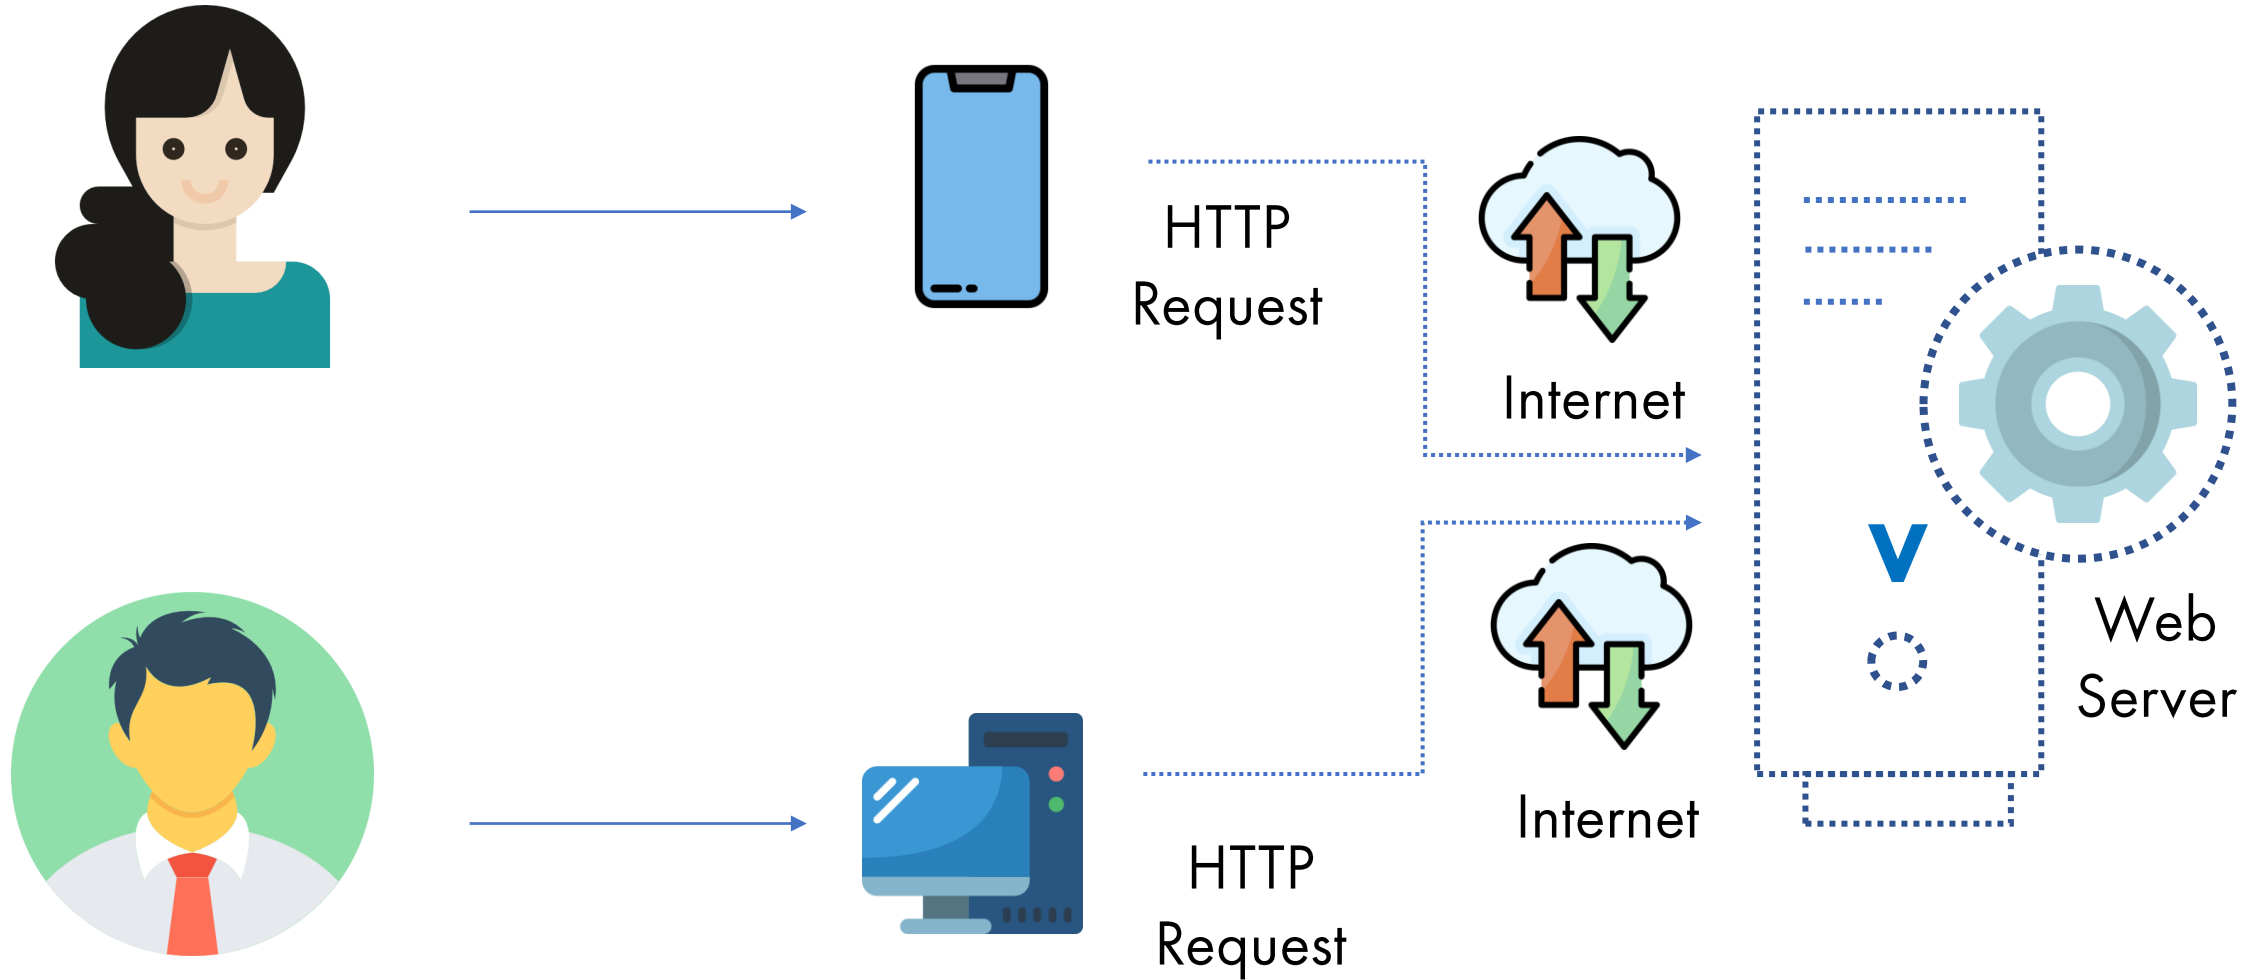 HTTP
Request
Internet
V
Web
Server
Internet
HTTP
Request